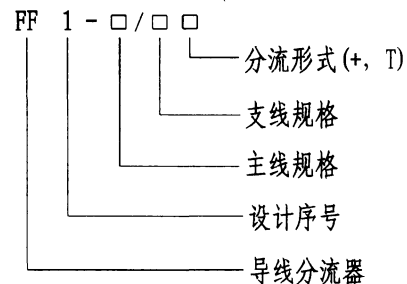 FF 1-□/□ □
分流形式(+, T)
支线规格
主线规格
设计序号
导线分流器